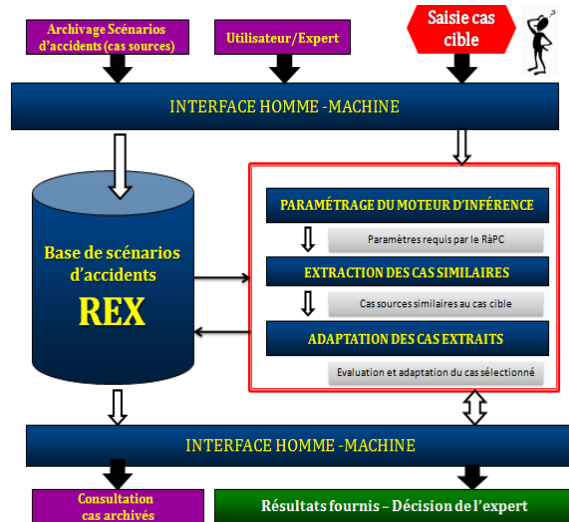 Archivage Scénarios
d'accidents (cas sources)
Utilisateur/Expert
Saisie cas
cible
INTERFACE HOMME -MACHINE
Base de scénarios
d'accidents
REX
PARAMÉTRAGE DU MOTEUR D'INFÉRENCE
Paramètres requis par le RàPC
EXTRACTION DES CAS SIMILAIRES
Cas sources similaires au cas cible
ADAPTATION DES CAS EXTRAITS
Evaluation et adaptation du cas sélectionné
INTERFACE HOMME -MACHINE
Consultation
cas archivés
Résultats fournis – Décision de l'expert